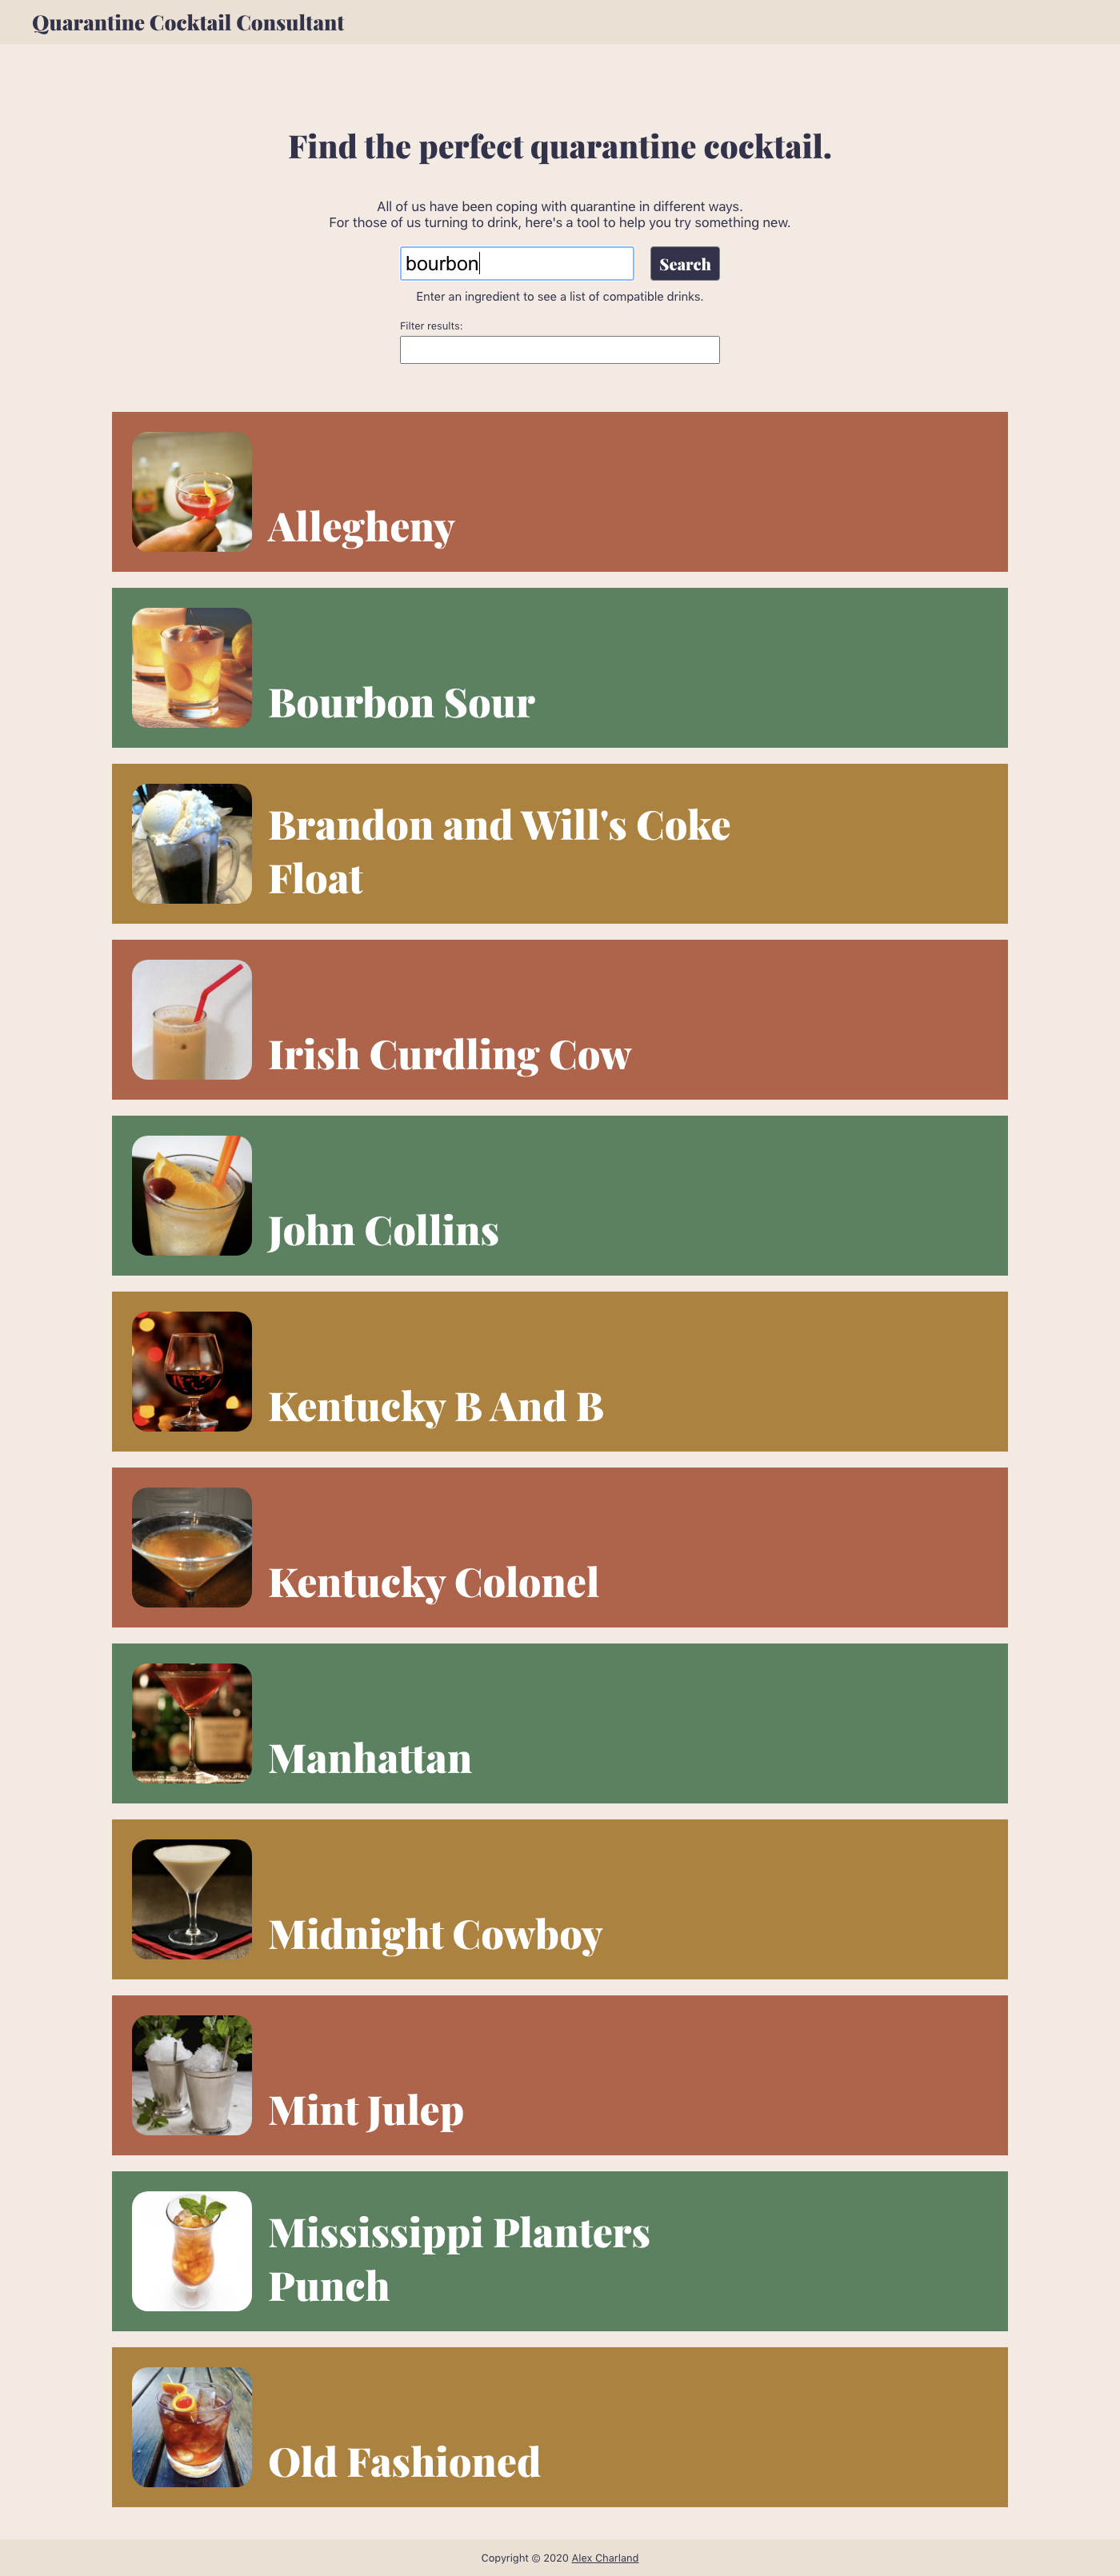 Quarantine Cocktail Consultant
Find the perfect quarantine cocktail.
All of us have been coping with quarantine in different ways.
For those of us turning to drink, here's a tool to help you try something new.
bourbon
Search
Enter an ingredient to see a list of compatible drinks.
Filter results:
Allegheny
Bourbon Sour
Brandon and Will's Coke
Float
Irish Curdling Cow
John Collins
Kentucky B And B
Kentucky Colonel
Manhattan
Midnight Cowboy
Mint Julep
Mississippi Planters
Punch
Old Fashioned
Copyright © 2020 Alex Charland